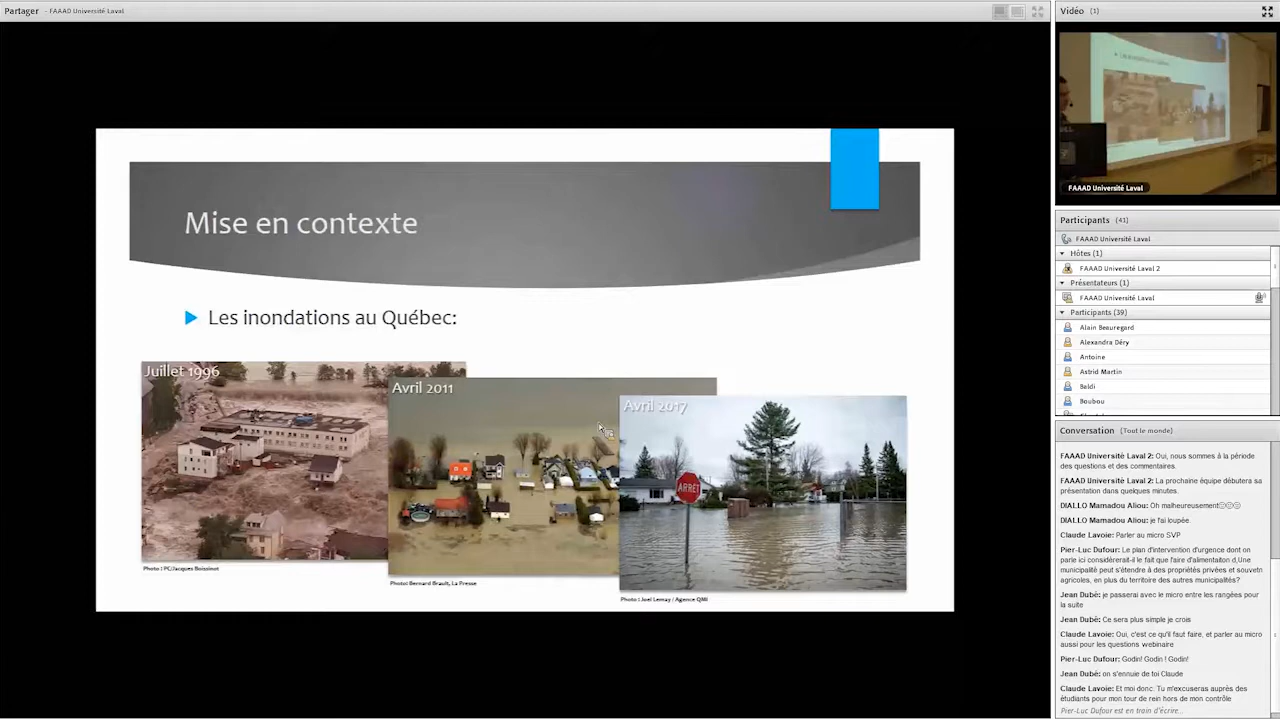 Partager - FAAAD Université Laval
Mise en contexte
Les inondations au Québec:
Juillet 1996
Avril 2011
Avril 2017
ARRÊT
Photo : PC/Jacques Boissinot
Photo: Bernard Brault, La Presse
Photo : Joel Lemay / Agence QMI
Vidéo (1)
FAAAD Université Laval
Participants (41)
FAAAD Université Laval
Hôtes (1)
FAAAD Université Laval 2
Présentateurs (1)
FAAAD Université Laval
Participants (39)
Alain Beauregard
Alexandra Déry
Antoine
Astrid Martin
Baldi
Boubou
Conversation (Tout le monde)
FAAAD Université Laval 2: Oui, nous sommes à la période
des questions et des commentaires.
FAAAD Université Laval 2: La prochaine équipe débutera sa
présentation dans quelques minutes.
DIALLO Mamadou Aliou: Oh malheureusement
DIALLO Mamadou Aliou: je l'ai loupée
Claude Lavoie: Parler au micro SVP
Pier-Luc Dufour: Le plan d'intervention d'urgence dont on
parle ici considérerait-il le fait que l'aire d'alimentaiton d,Une
municipalité peut s'étendre à des propriétés privées et souvetn
agricoles, en plus du territoire des autres municipalités?
Jean Dubé: je passerai avec le micro entre les rangées pour
la suite
Jean Dubé: Ce sera plus simple je crois
Claude Lavoie: Oui, c'est ce qu'il faut faire, et parler au micro
aussi pour les questions webinaire
Pier-Luc Dufour: Godin! Godin ! Godin!
Jean Dubé: on s'ennuie de toi Claude
Claude Lavoie: Et moi donc. Tu m'excuseras auprès des
étudiants pour mon tour de rein hors de mon contrôle
Pier-Luc Dufour est en train d'écrire...